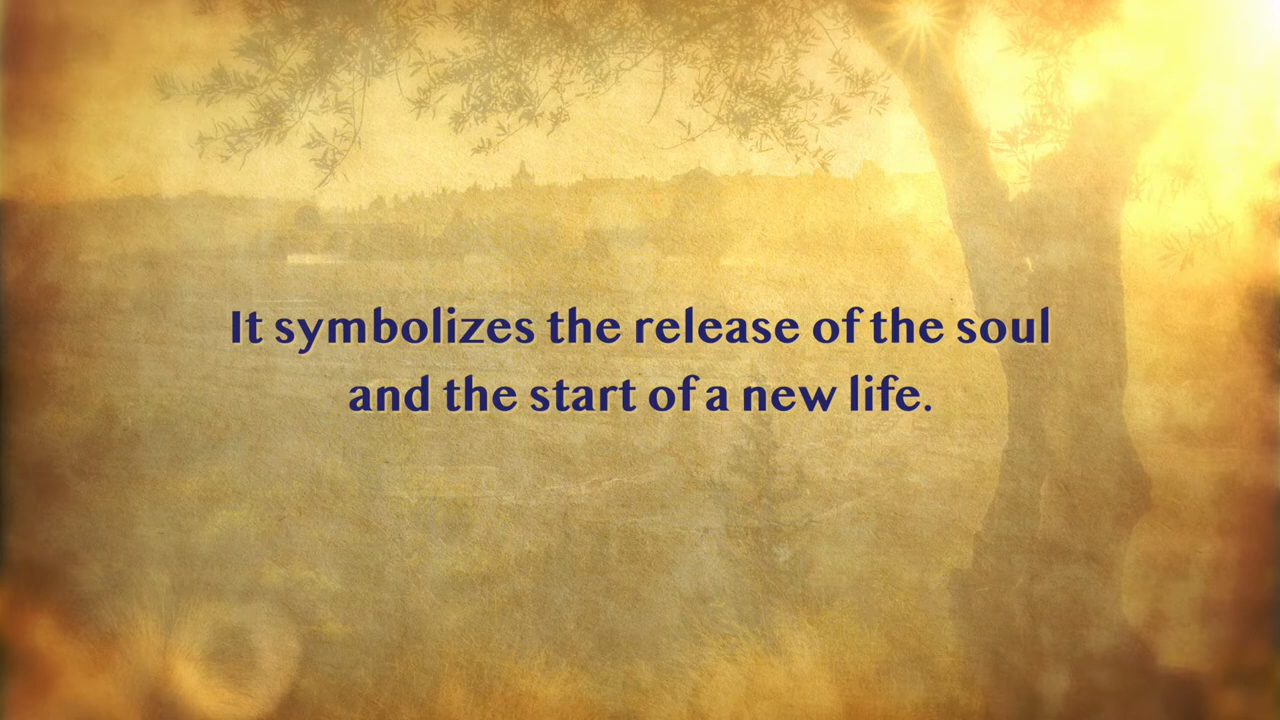 It symbolizes the release of the soul
and the start of a new life.